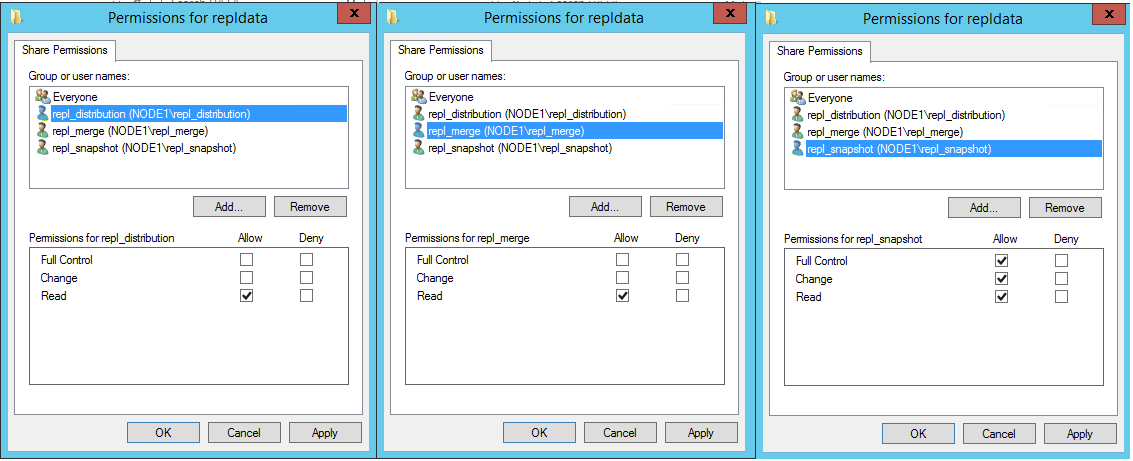 Permissions for repldata
x
Share Permissions
Group or user names:
Everyone
repl_distribution (NODE1\repl_distribution)
repl_merge (NODE1\repl_merge)
repl_snapshot (NODE1\repl_snapshot)
Add...
Remove
Permissions for repl_distribution
Allow
Deny
Full Control
Change
Read
OK
Cancel
Apply
Permissions for repldata
x
Share Permissions
Group or user names:
Everyone
repl_distribution (NODE1\repl_distribution)
repl_merge (NODE1\repl_merge)
repl_snapshot (NODE1\repl_snapshot)
Add...
Remove
Permissions for repl_merge
Allow
Deny
Full Control
Change
Read
OK
Cancel
Apply
Permissions for repldata
x
Share Permissions
Group or user names:
Everyone
repl_distribution (NODE1\repl_distribution)
repl_merge (NODE1\repl_merge)
repl_snapshot (NODE1\repl_snapshot)
Add...
Remove
Permissions for repl_snapshot
Allow
Deny
Full Control
Change
Read
OK
Cancel
Apply